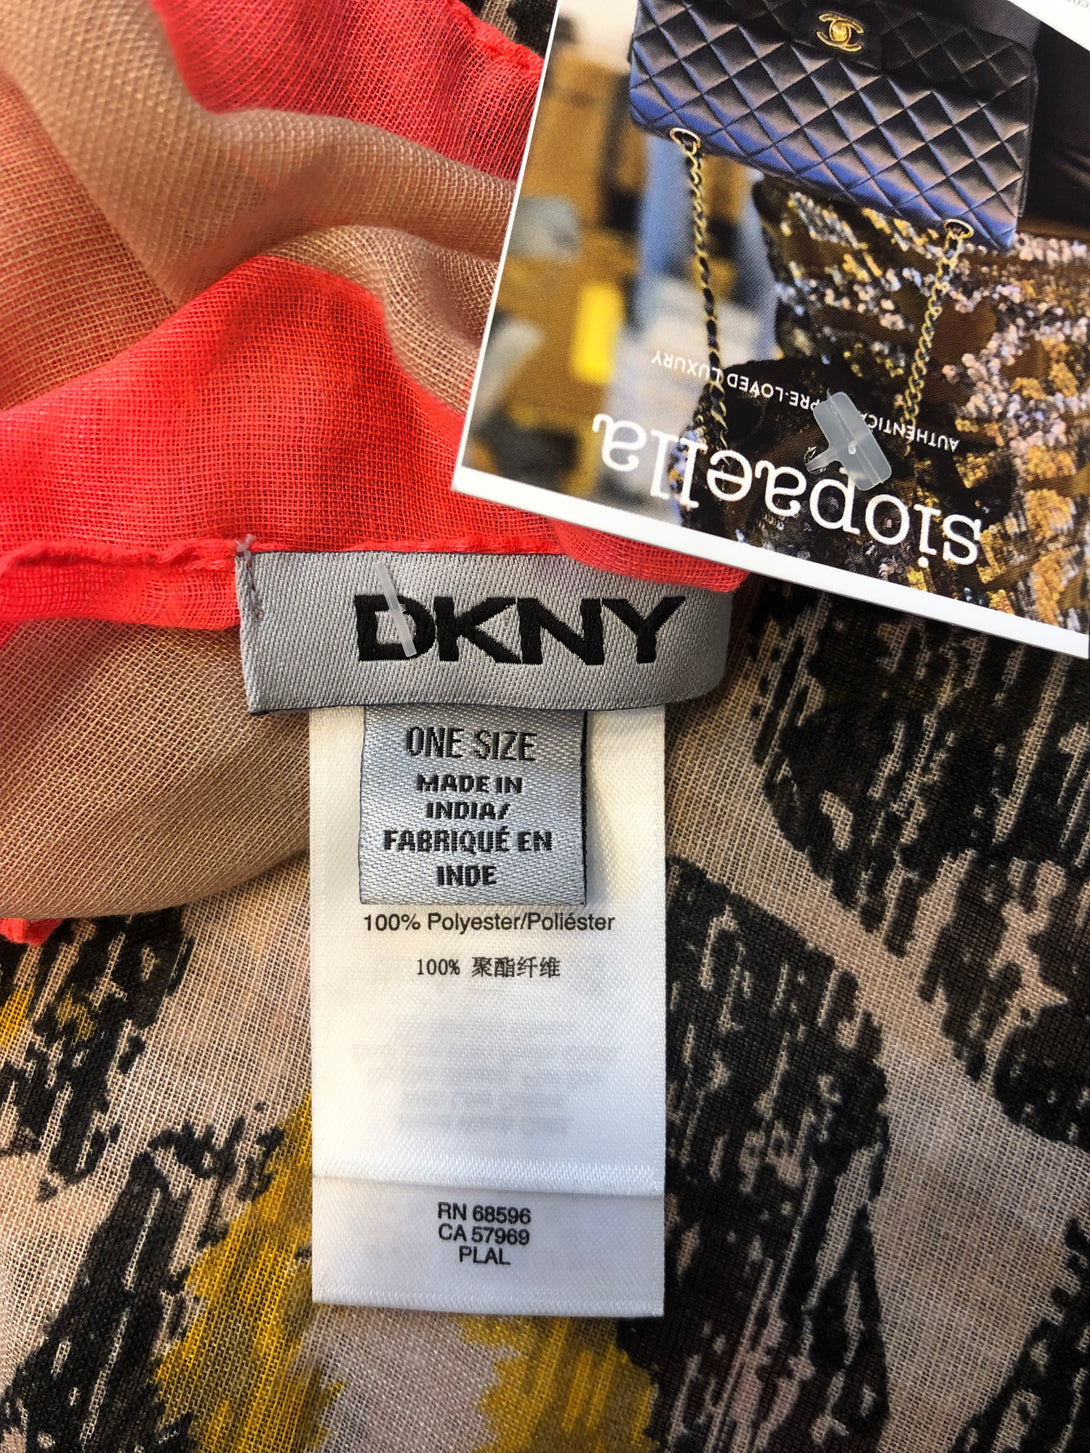 AUTHENTIC PRE-LOVED LUXURY
siopaella
DKNY
ONE SIZE
MADE IN
INDIA/
FABRIQUÉ EN
INDE
100% Polyester/Poliéster
100% 聚酯纤维
RN 68596
CA 57969
PLAL